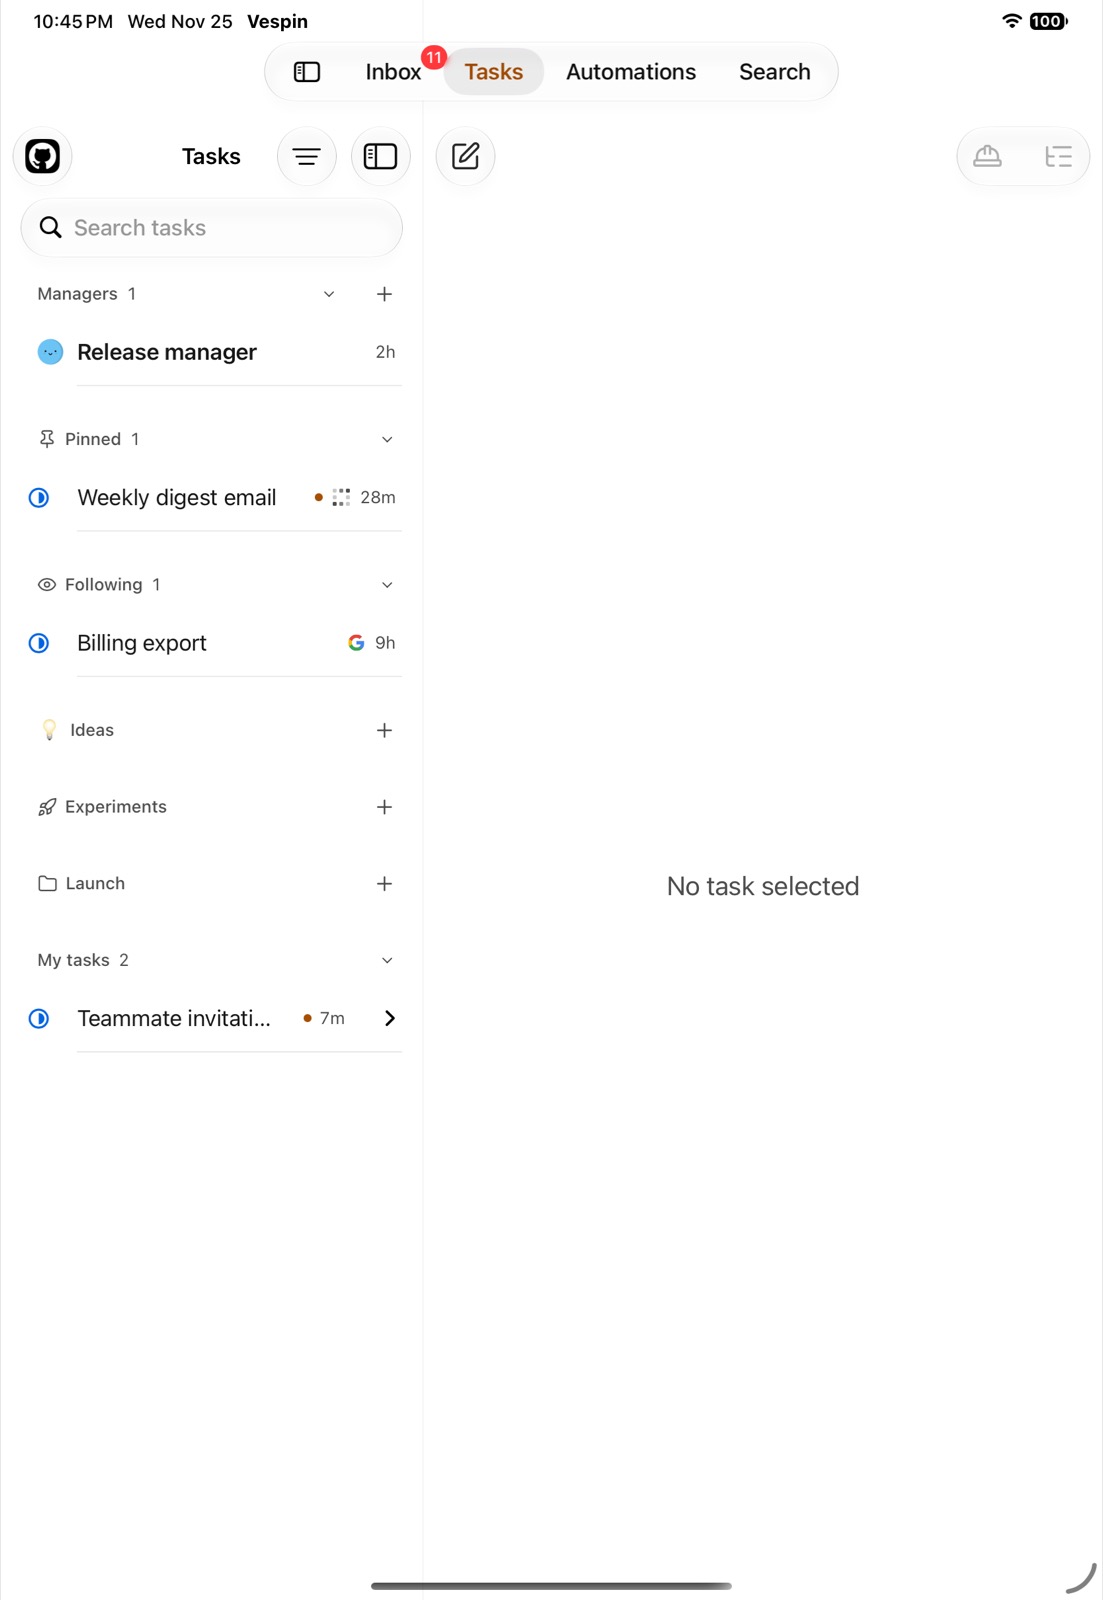 10:45 PM Wed Nov 25 Vespin
100
Inbox 11 Tasks Automations Search
Tasks
Search tasks
Managers 1
Release manager 2h
Pinned 1
Weekly digest email 28m
Following 1
Billing export 9h
Ideas
Experiments
Launch
No task selected
My tasks 2
Teammate invitati... 7m